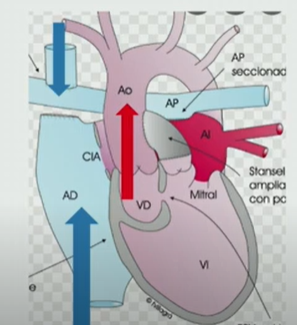 AP
seccionad
Ao
AP
AI
CIA
Stansel
amplia
con pa
AD
Mitral
VD
VI
e